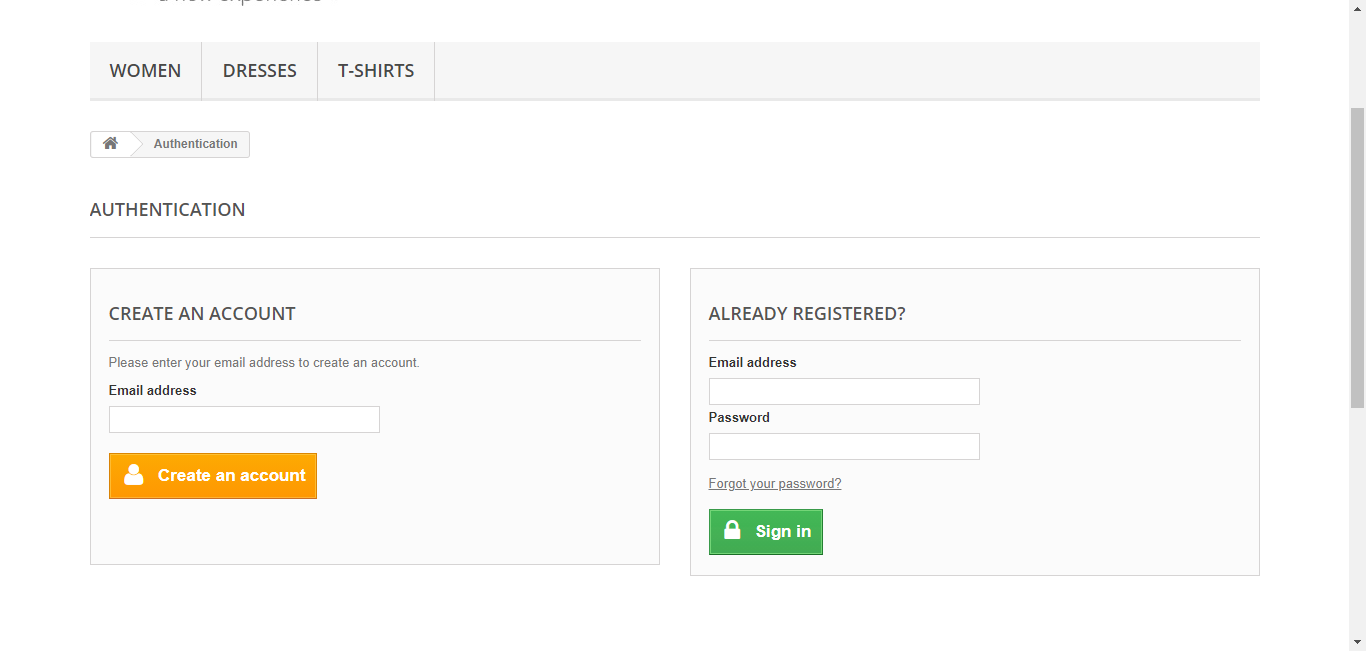 WOMEN DRESSES T-SHIRTS
Authentication
AUTHENTICATION
CREATE AN ACCOUNT
Please enter your email address to create an account.
Email address
Create an account
ALREADY REGISTERED?
Email address
Password
Forgot your password?
Sign in